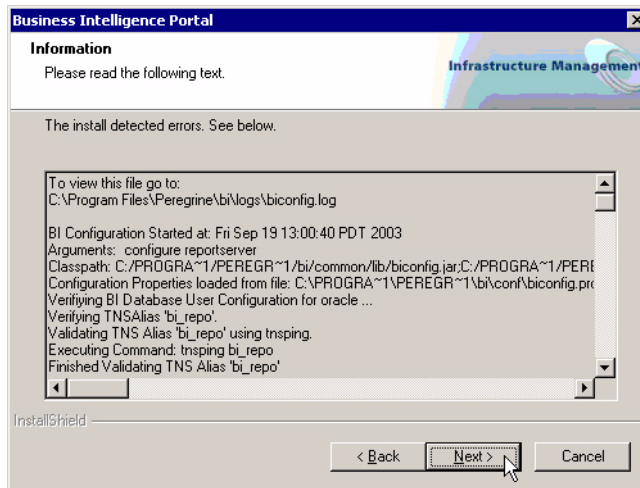 Business Intelligence Portal
Information
Please read the following text.
Infrastructure Management
The install detected errors. See below.
To view this file go to:
C:\Program Files\Peregrine\bi\logs\biconfig.log
BI Configuration Started at: Fri Sep 19 13:00:40 PDT 2003
Arguments: configure reportserver
Classpath: C:/PROGRA~1/PEREGR~1/bi/common/lib/biconfig.jar;C:/PROGRA~1/PERE
Configuration Properties loaded from file: C:\PROGRA~1\PEREGR~1\bi\conf\biconfig.pro
Verifiying BI Database User Configuration for oracle ...
Verifying TNSAlias 'bi_repo'.
Validating TNS Alias 'bi_repo' using tnsping.
Executing Command: tnsping bi_repo
Finished Validating TNS Alias 'bi_repo'
InstallShield
< Back Next > Cancel